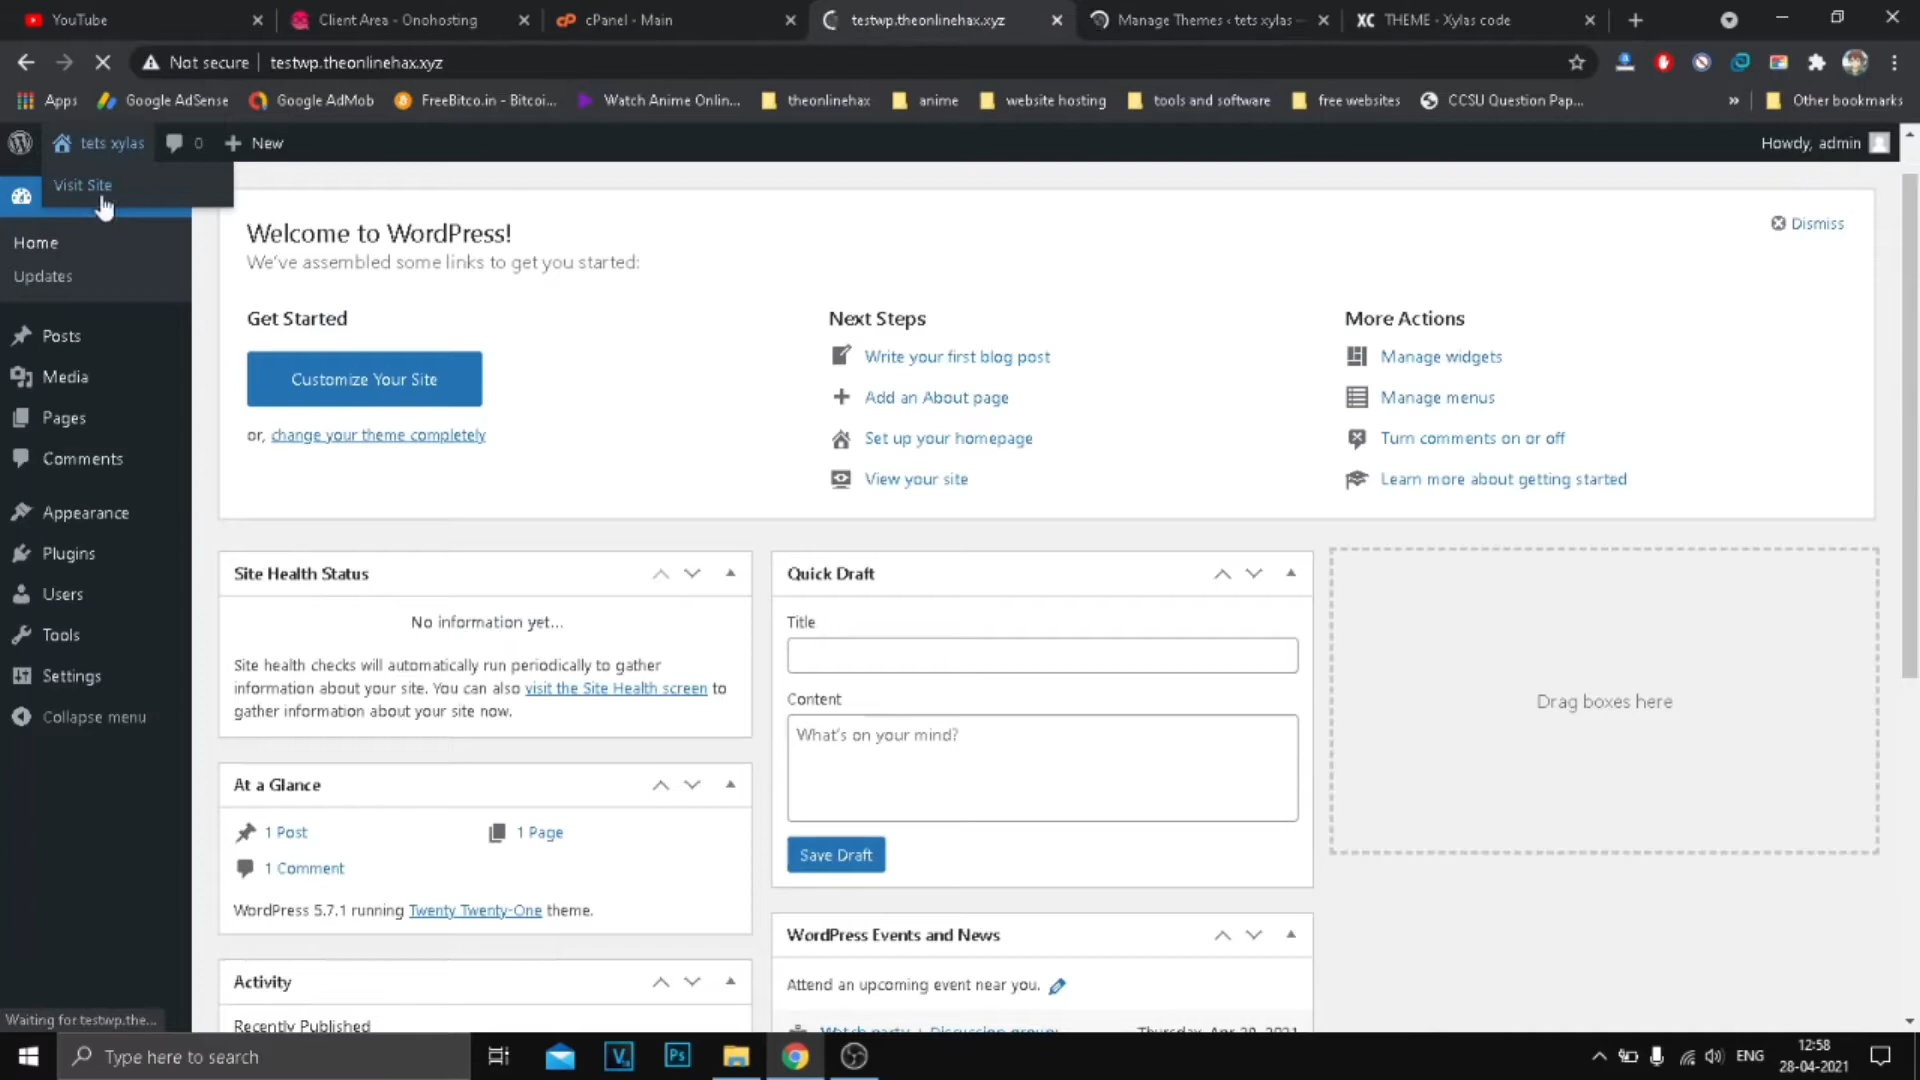 YouTube
Client Area - Onohosting
cPanel - Main
testwp.theonlinehax.xyz
Manage Themes ‹ tets xylas —
XC THEME - Xylas code
Not secure
testwp.theonlinehax.xyz
Apps
Google AdSense
Google AdMob
FreeBitco.in - Bitcoi...
Watch Anime Onlin...
theonlinehax
anime
website hosting
tools and software
free websites
CCSU Question Pap...
Other bookmarks
tets xylas
0
New
Howdy, admin
Visit Site
Home
Updates
Posts
Media
Pages
Comments
Appearance
Plugins
Users
Tools
Settings
Collapse menu
Welcome to WordPress!
We've assembled some links to get you started:
Dismiss
Get Started
Customize Your Site
or, change your theme completely
Next Steps
Write your first blog post
Add an About page
Set up your homepage
View your site
More Actions
Manage widgets
Manage menus
Turn comments on or off
Learn more about getting started
Site Health Status
No information yet...
Site health checks will automatically run periodically to gather
information about your site. You can also visit the Site Health screen to
gather information about your site now.
At a Glance
1 Post
1 Page
1 Comment
WordPress 5.7.1 running Twenty Twenty-One theme.
Activity
Recently Published
Quick Draft
Title
Content
What's on your mind?
Save Draft
WordPress Events and News
Attend an upcoming event near you.
Watch party + Discussion group:
Thursday, Apr 29, 2021
Drag boxes here
Waiting for testwp.the...
Type here to search
Ps
ENG
12:58
28-04-2021